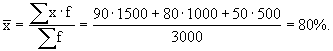 x̄ = ∑x·f / ∑f = 90·1500+80·1000+50·500 / 3000 = 80%.